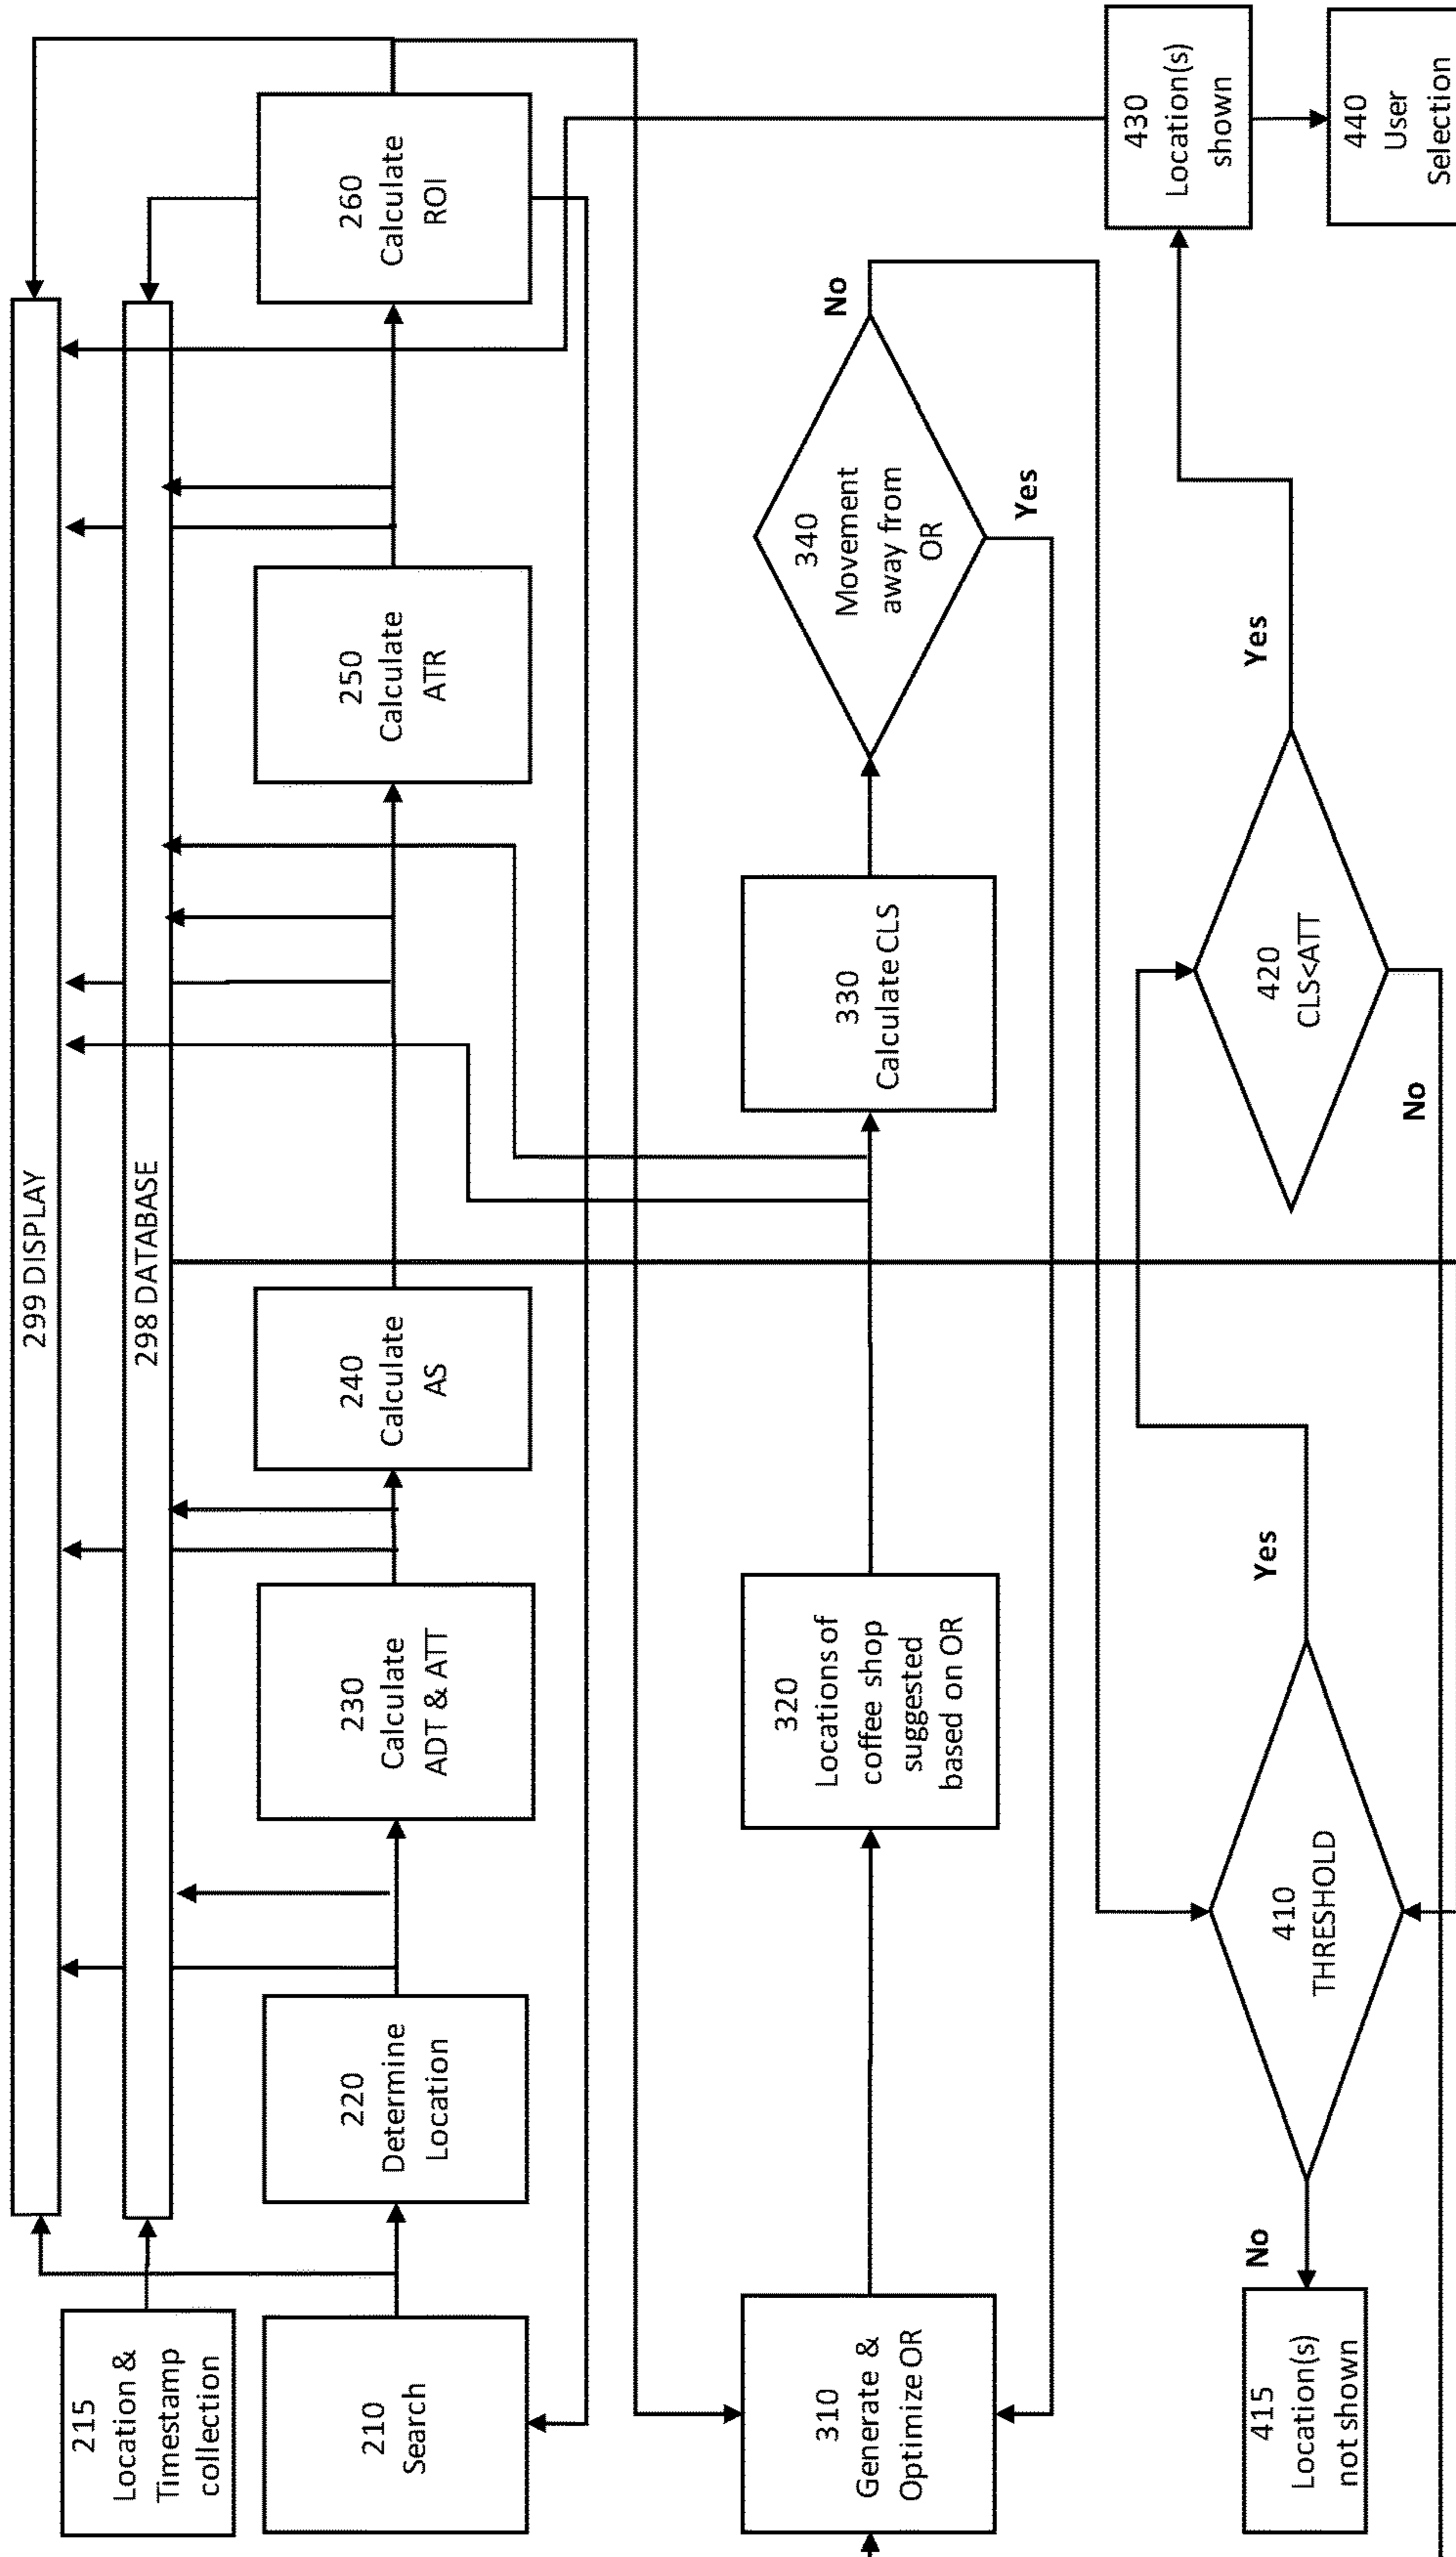 299 DISPLAY
298 DATABASE
215
Location &
Timestamp
collection
210
Search
220
Determine
Location
230
Calculate
ADT & ATT
240
Calculate
AS
250
Calculate
ATR
260
Calculate
ROI
310
Generate &
Optimize OR
320
Locations of
coffee shop
suggested
based on OR
330
Calculate CLS
340
Movement
away from
OR
No
Yes
415
Location(s)
not shown
No
410
THRESHOLD
Yes
420
CLS<ATT
No
Yes
430
Location(s)
shown
440
User
Selection